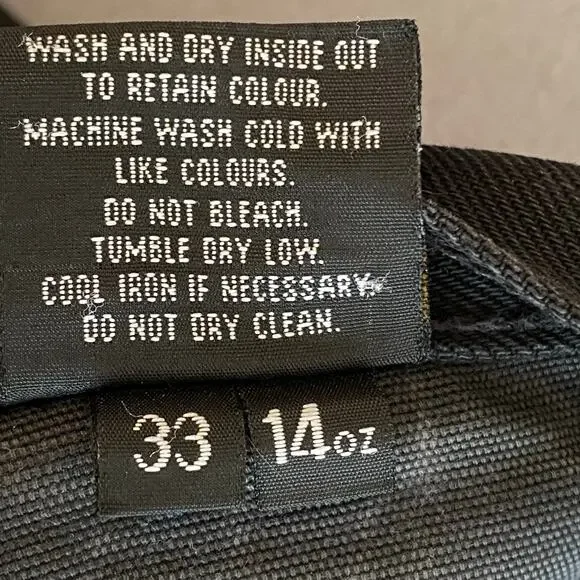 WASH AND DRY INSIDE OUT
TO RETAIN COLOUR.
MACHINE WASH COLD WITH
LIKE COLOURS.
DO NOT BLEACH.
TUMBLE DRY LOW.
COOL IRON IF NECESSARY.
DO NOT DRY CLEAN.
33 14oz